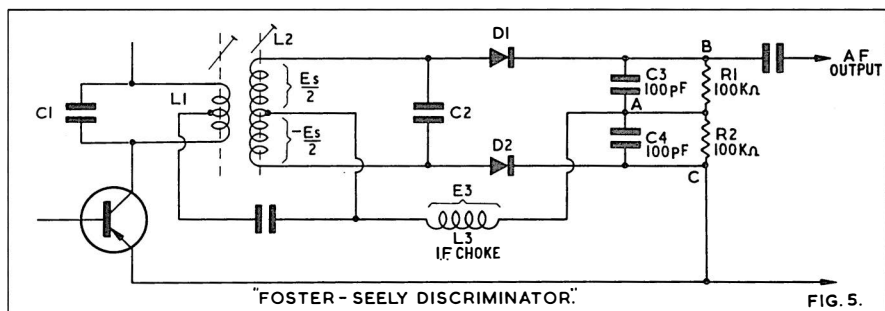 D1
L2
B
AF
OUTPUT
Es
2
C3
100pF
R1
100KΩ
C1
L1
C2
A
-Es
2
C4
100pF
R2
100KΩ
D2
C
E3
L3
I.F CHOKE
"FOSTER-SEELY DISCRIMINATOR."
FIG. 5.